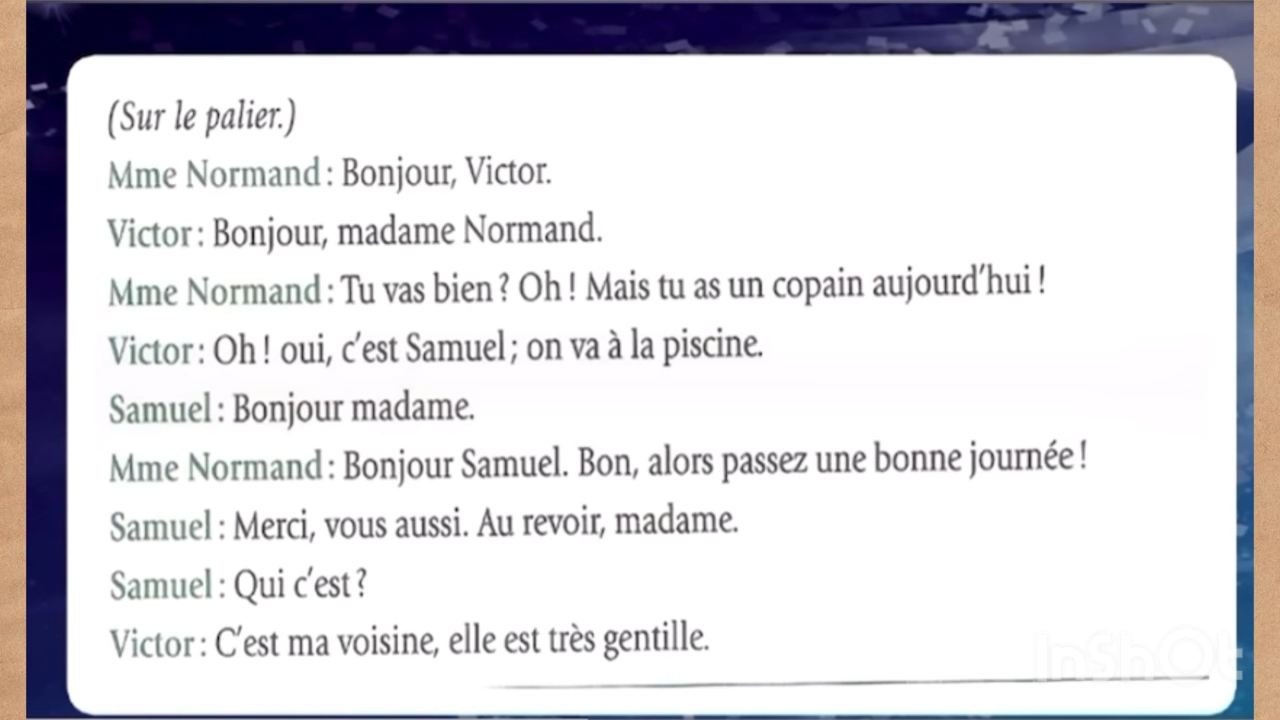 (Sur le palier.)
Mme Normand : Bonjour, Victor.
Victor : Bonjour, madame Normand.
Mme Normand : Tu vas bien ? Oh ! Mais tu as un copain aujourd'hui !
Victor : Oh ! oui, c'est Samuel ; on va à la piscine.
Samuel : Bonjour madame.
Mme Normand : Bonjour Samuel. Bon, alors passez une bonne journée !
Samuel : Merci, vous aussi. Au revoir, madame.
Samuel : Qui c'est ?
Victor : C'est ma voisine, elle est très gentille.
InShOt